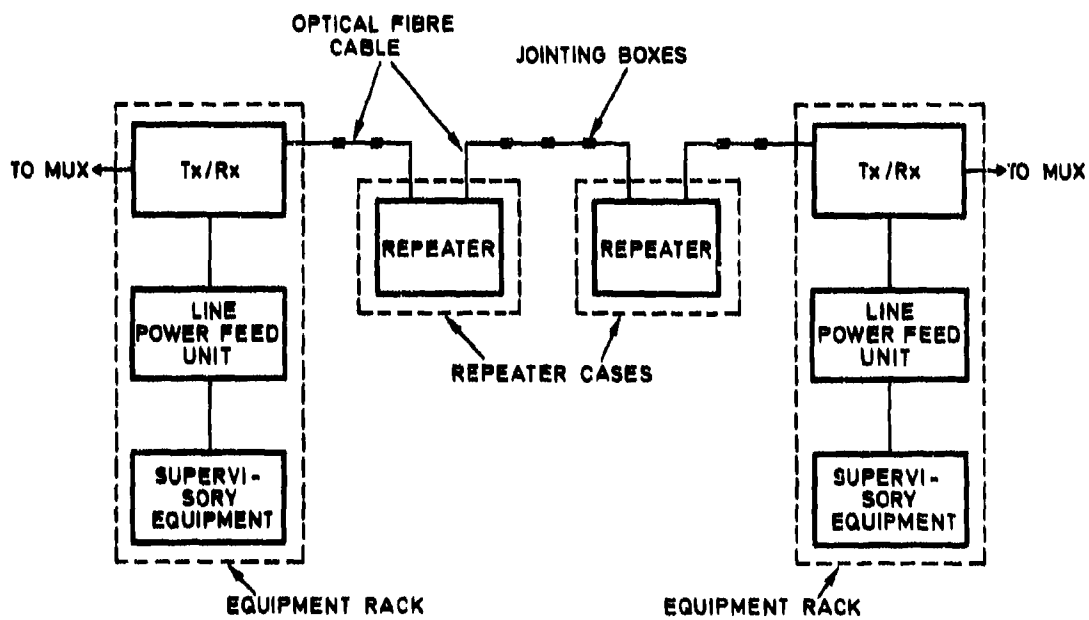 OPTICAL FIBRE
CABLE
JOINTING BOXES
TO MUX
Tx/Rx
Tx/Rx
TO MUX
REPEATER
REPEATER
LINE
POWER FEED
UNIT
LINE
POWER FEED
UNIT
REPEATER CASES
SUPERVI-
SORY
EQUIPMENT
SUPERVI-
SORY
EQUIPMENT
EQUIPMENT RACK
EQUIPMENT RACK